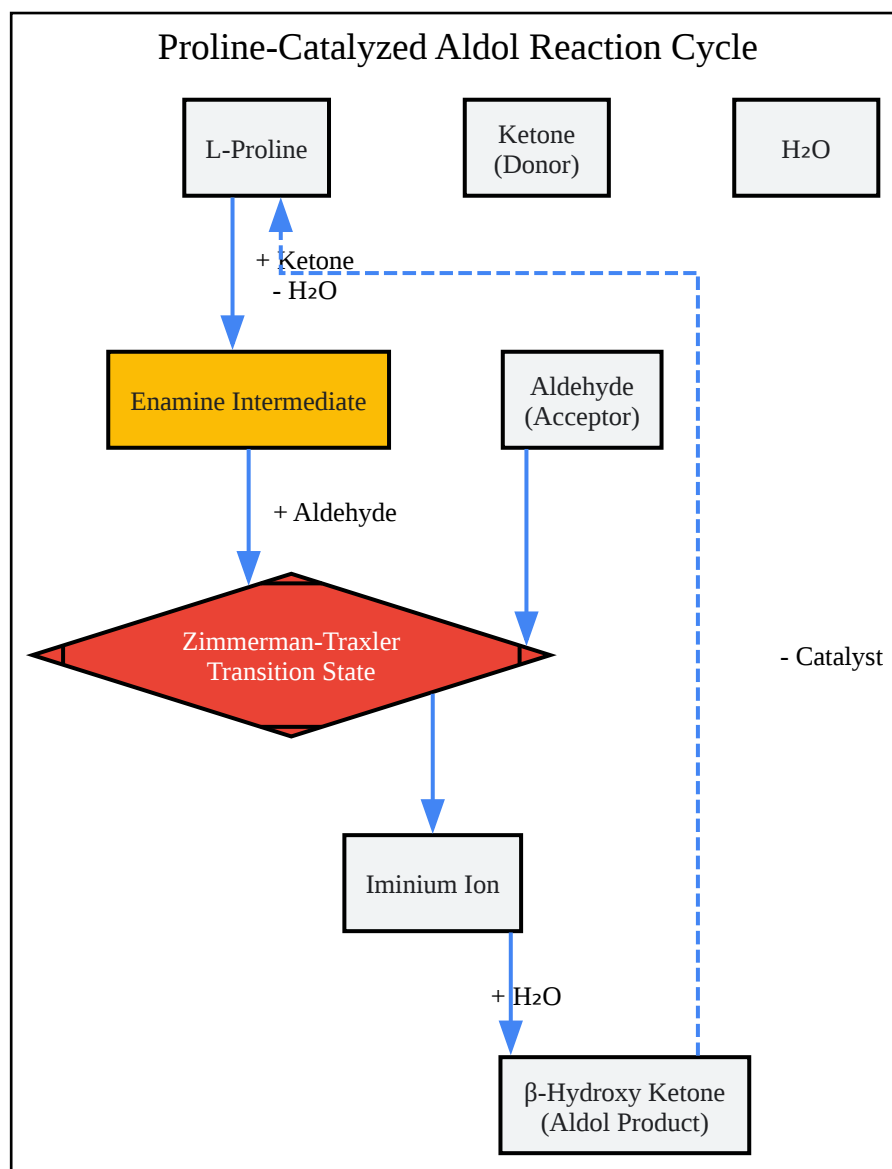 Proline-Catalyzed Aldol Reaction Cycle
L-Proline
Ketone
(Donor)
H₂O
+ Ketone
- H₂O
Enamine Intermediate
Aldehyde
(Acceptor)
+ Aldehyde
Zimmerman-Traxler
Transition State
- Catalyst
Iminium Ion
+ H₂O
β-Hydroxy Ketone
(Aldol Product)